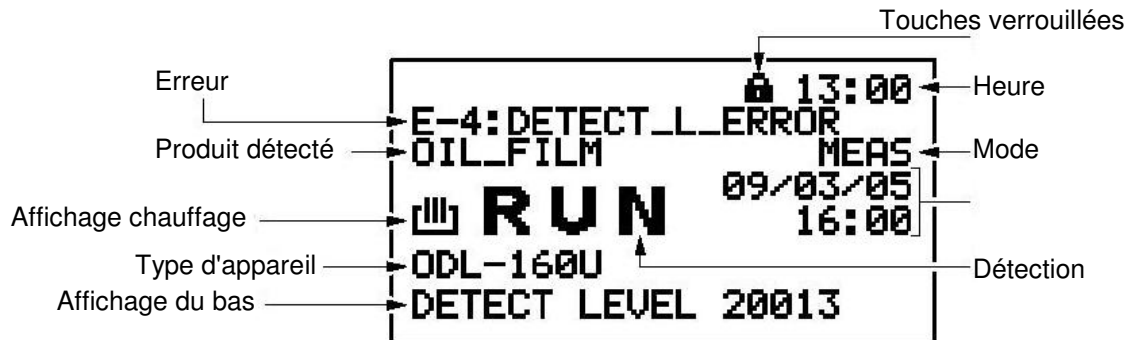 Touches verrouillées
Erreur
13:00
Heure
E-4:DETECT_L_ERROR
Produit détecté
OIL_FILM
MEAS
Mode
09/03/05
Affichage chauffage
RUN
16:00
Type d'appareil
ODL-160U
Détection
Affichage du bas
DETECT LEVEL 20013